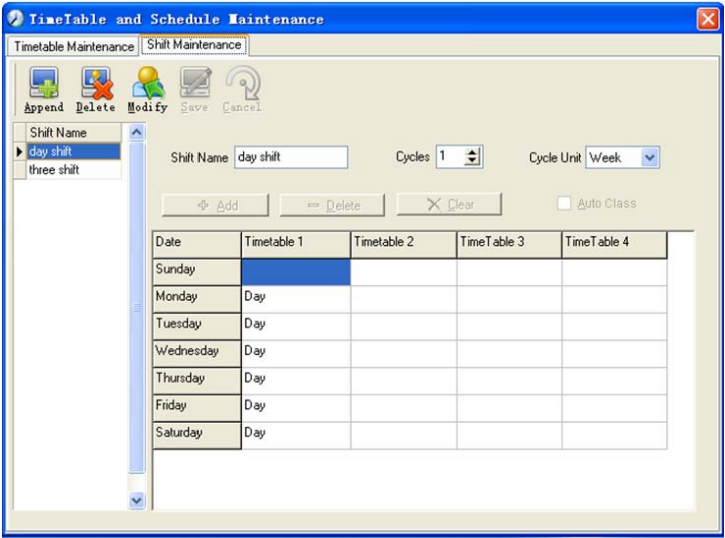 TimeTable and Schedule Maintenance
Timetable Maintenance Shift Maintenance
Append Delete Modify Save Cancel
Shift Name
day shift
three shift
Shift Name day shift Cycles 1 Cycle Unit Week
Add Delete Clear Auto Class
Date Timetable 1 Timetable 2 TimeTable 3 TimeTable 4
Sunday
Monday Day
Tuesday Day
Wednesday Day
Thursday Day
Friday Day
Saturday Day